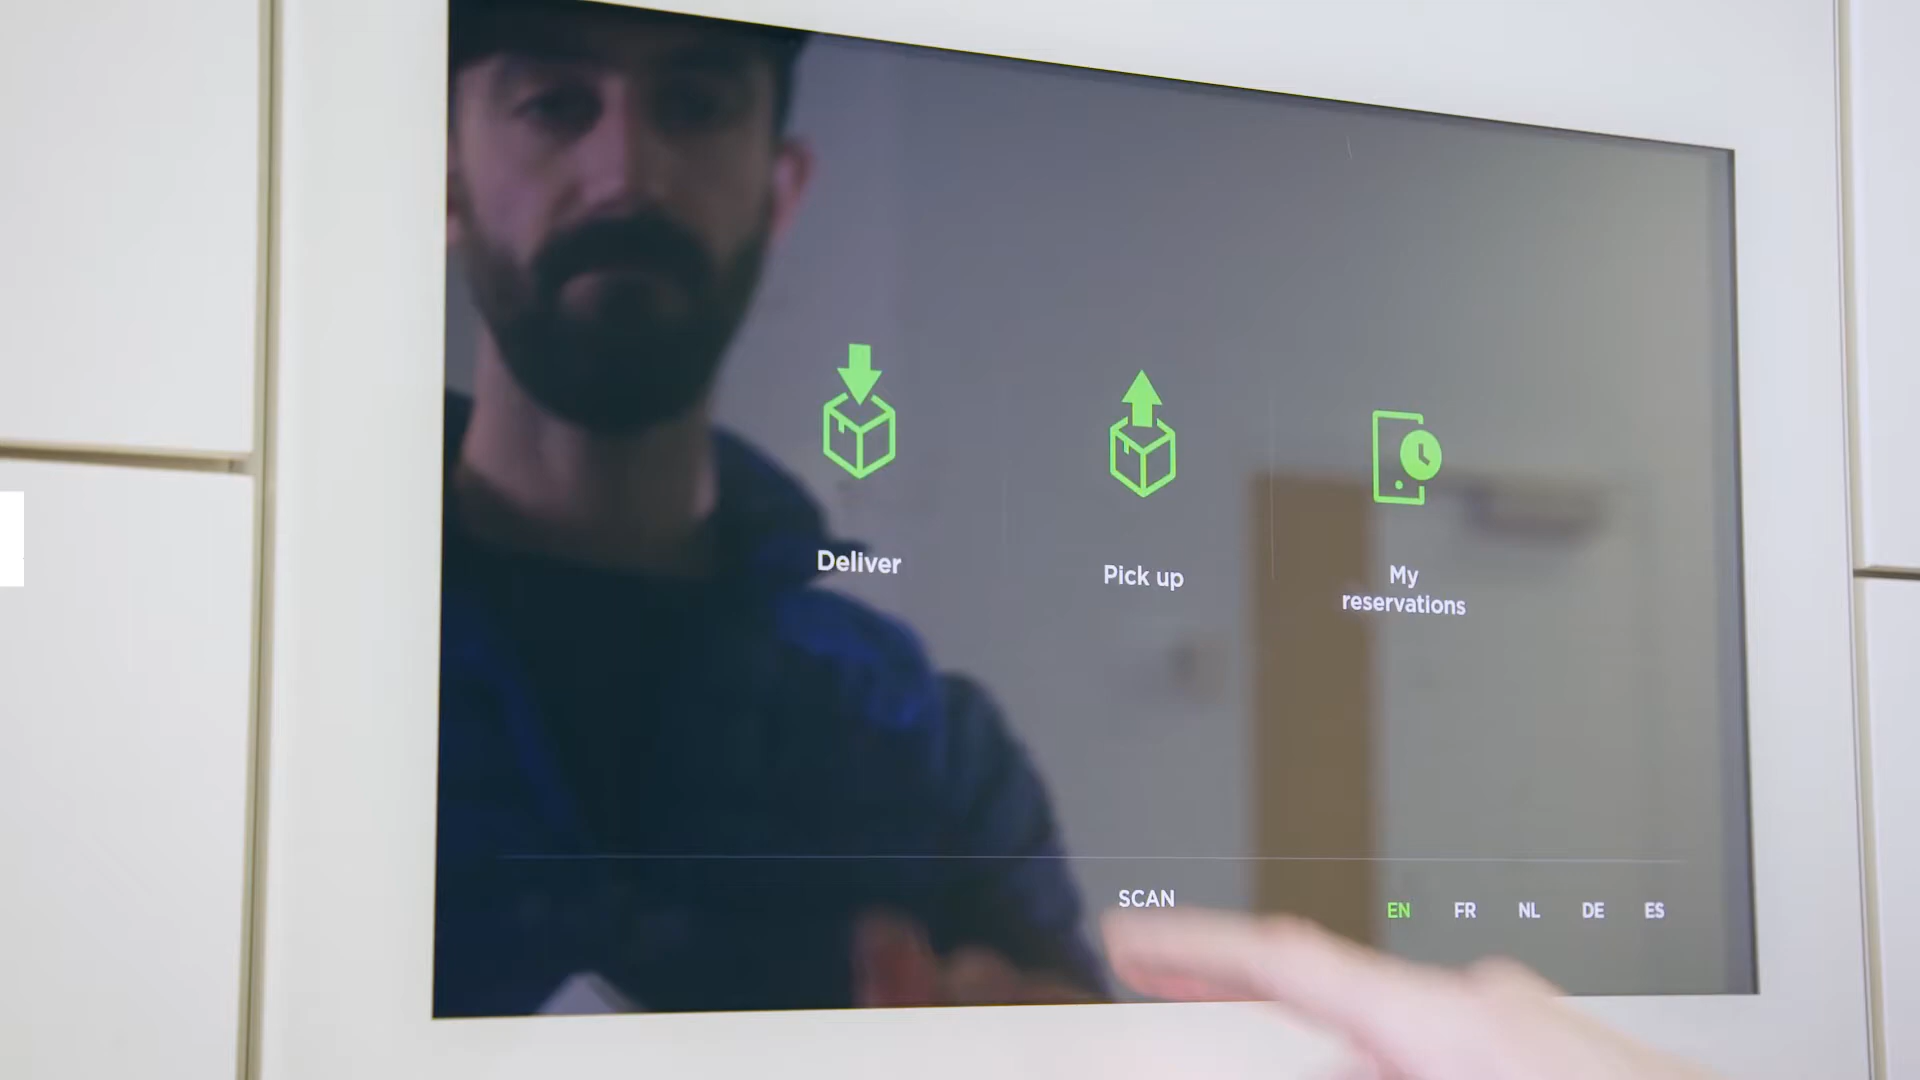 Deliver
Pick up
My
reservations
SCAN
EN FR NL DE ES